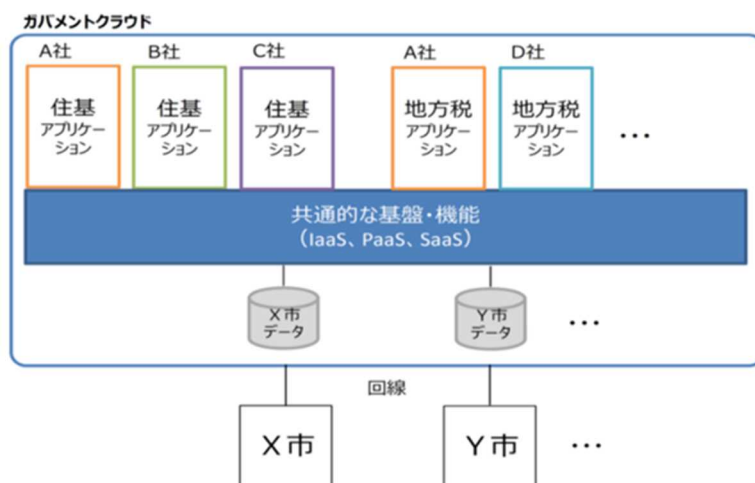 ガバメントクラウド
A社
B社
C社
A社
D社
住基
アプリケー
ション
住基
アプリケー
ション
住基
アプリケー
ション
地方税
アプリケー
ション
地方税
アプリケー
ション
…
共通的な基盤・機能
（IaaS、PaaS、SaaS）
X市
データ
Y市
データ
…
回線
X市
Y市
…